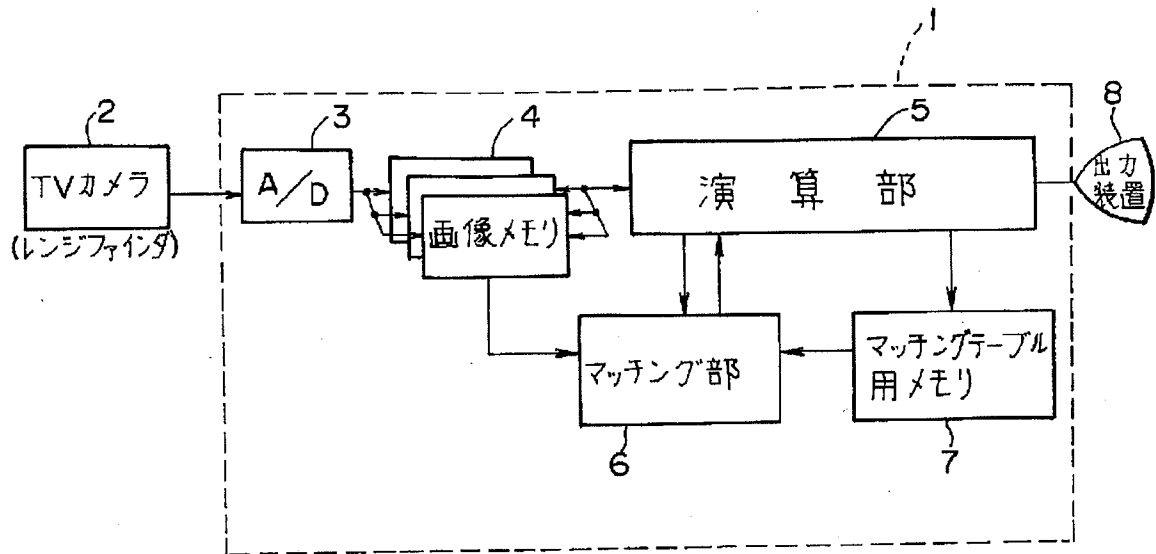 1
2
3
4
5
8
TVカメラ
(レンジファインダ)
A/D
画像メモリ
演算部
出力
装置
マッチング部
マッチングテーブル
用メモリ
6
7